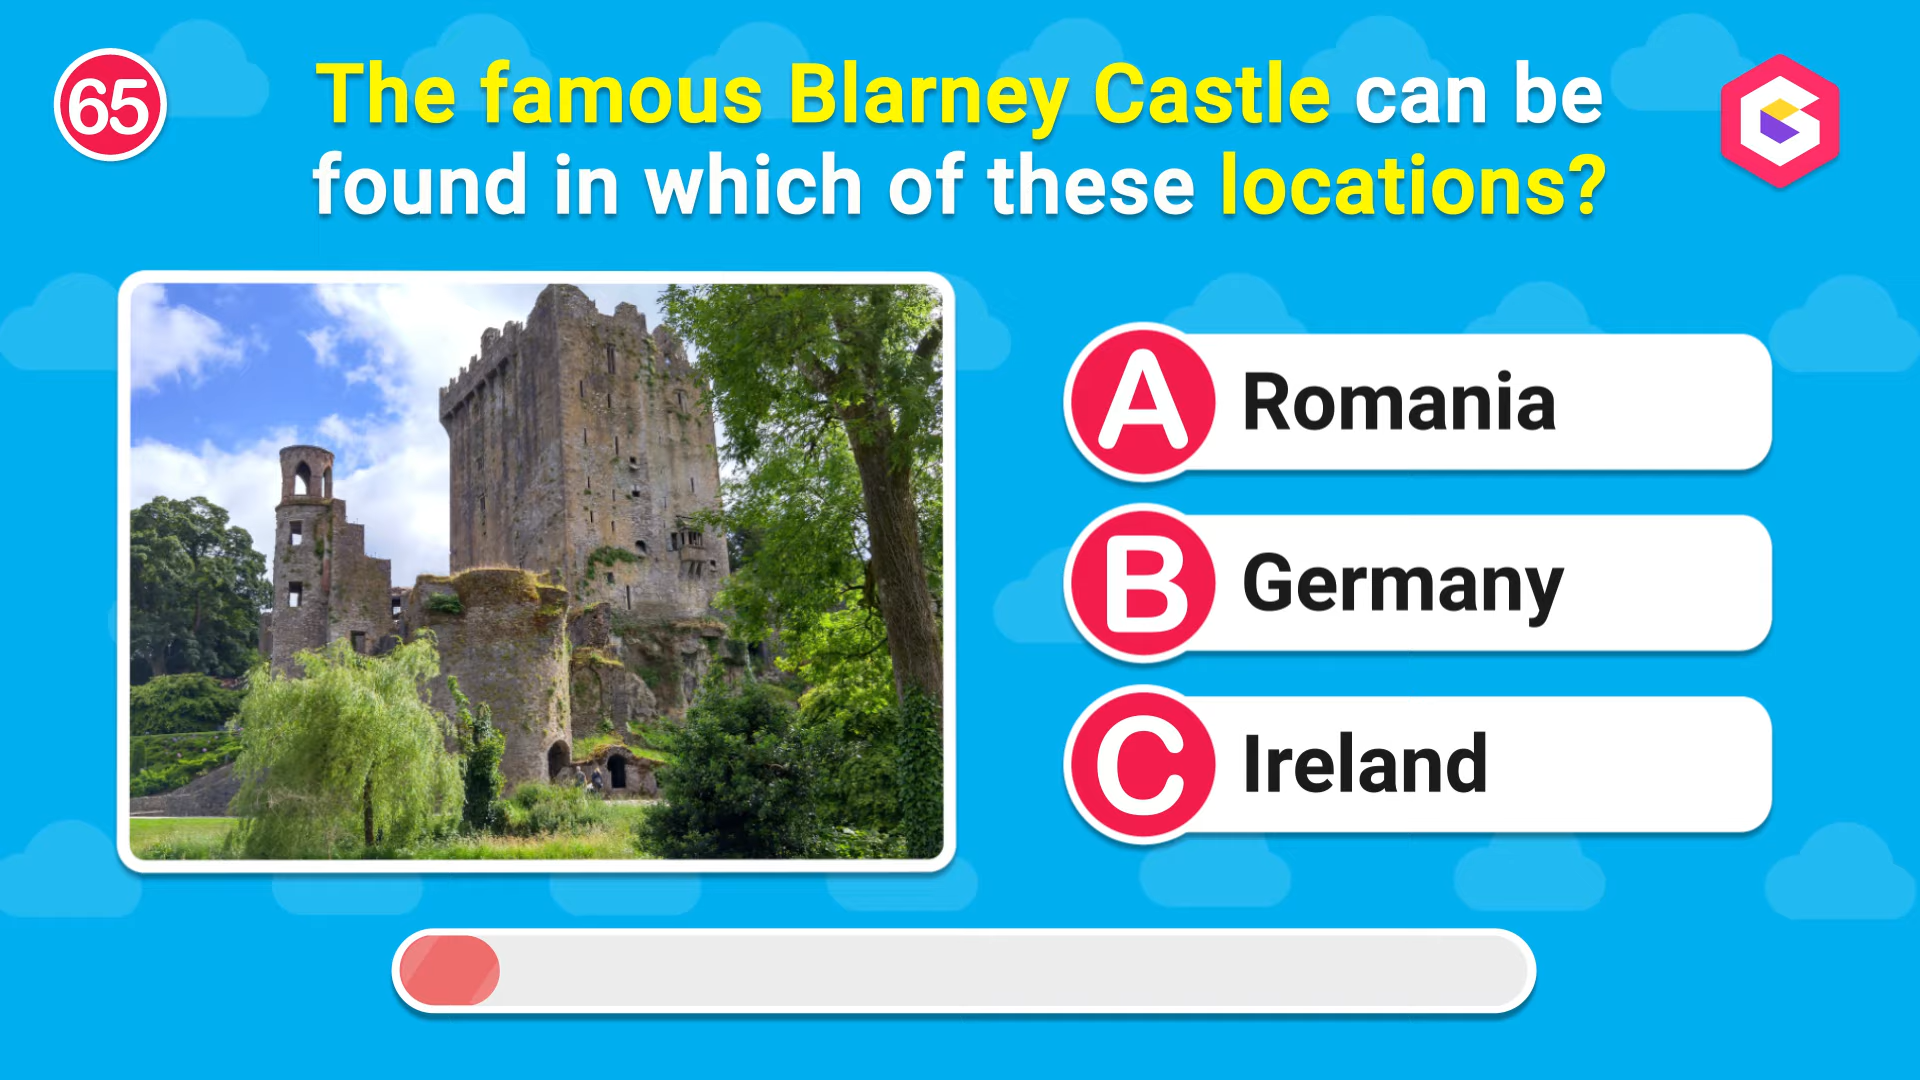 65
The famous Blarney Castle can be
found in which of these locations?
A Romania
B Germany
C Ireland